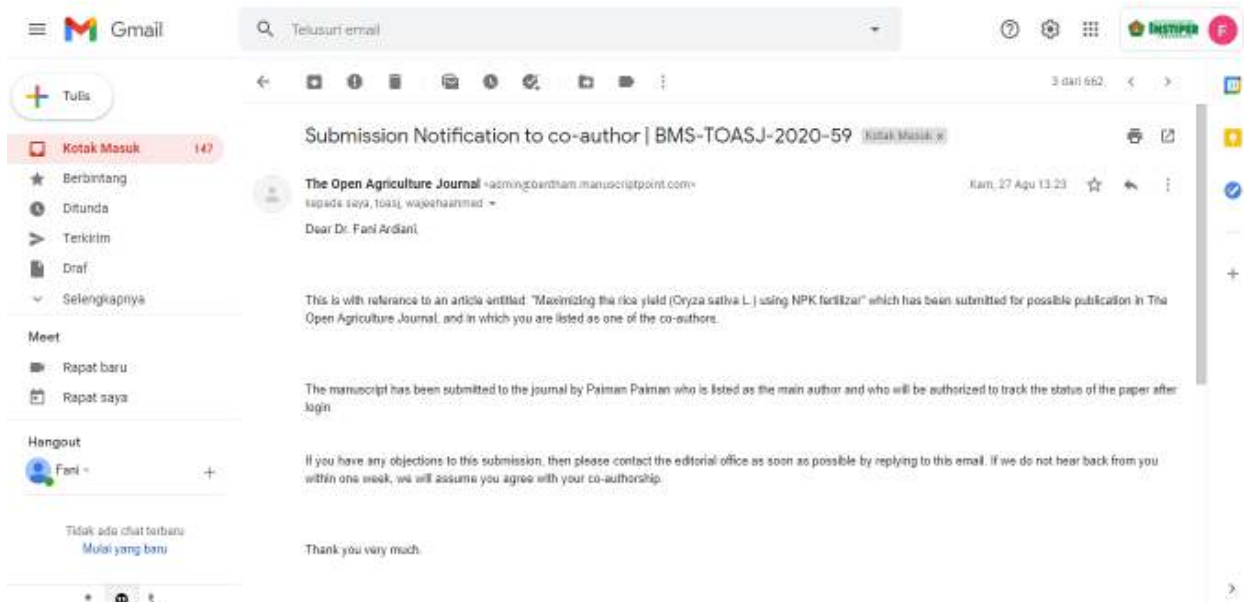 Gmail
Telusuri email
INSTIPER
F
Tulis
3 dari 662
Kotak Masuk 147
Berbintang
Ditunda
Terkirim
Draf
Selengkapnya
Meet
Rapat baru
Rapat saya
Hangout
Fani
Tidak ada chat terbaru
Mulai yang baru
Submission Notification to co-author | BMS-TOASJ-2020-59 Kotak Masuk x
The Open Agriculture Journal <admin@bentham.manuscriptpoint.com>
Kam, 27 Agu 13.23
kepada saya, toasj, wajeehaahmed
Dear Dr. Fani Ardiani,
This is with reference to an article entitled: "Maximizing the rice yield (Oryza sativa L.) using NPK fertilizer" which has been submitted for possible publication in The
Open Agriculture Journal, and in which you are listed as one of the co-authors.
The manuscript has been submitted to the journal by Paiman Paiman who is listed as the main author and who will be authorized to track the status of the paper after
login.
If you have any objections to this submission, then please contact the editorial office as soon as possible by replying to this email. If we do not hear back from you
within one week, we will assume you agree with your co-authorship.
Thank you very much.